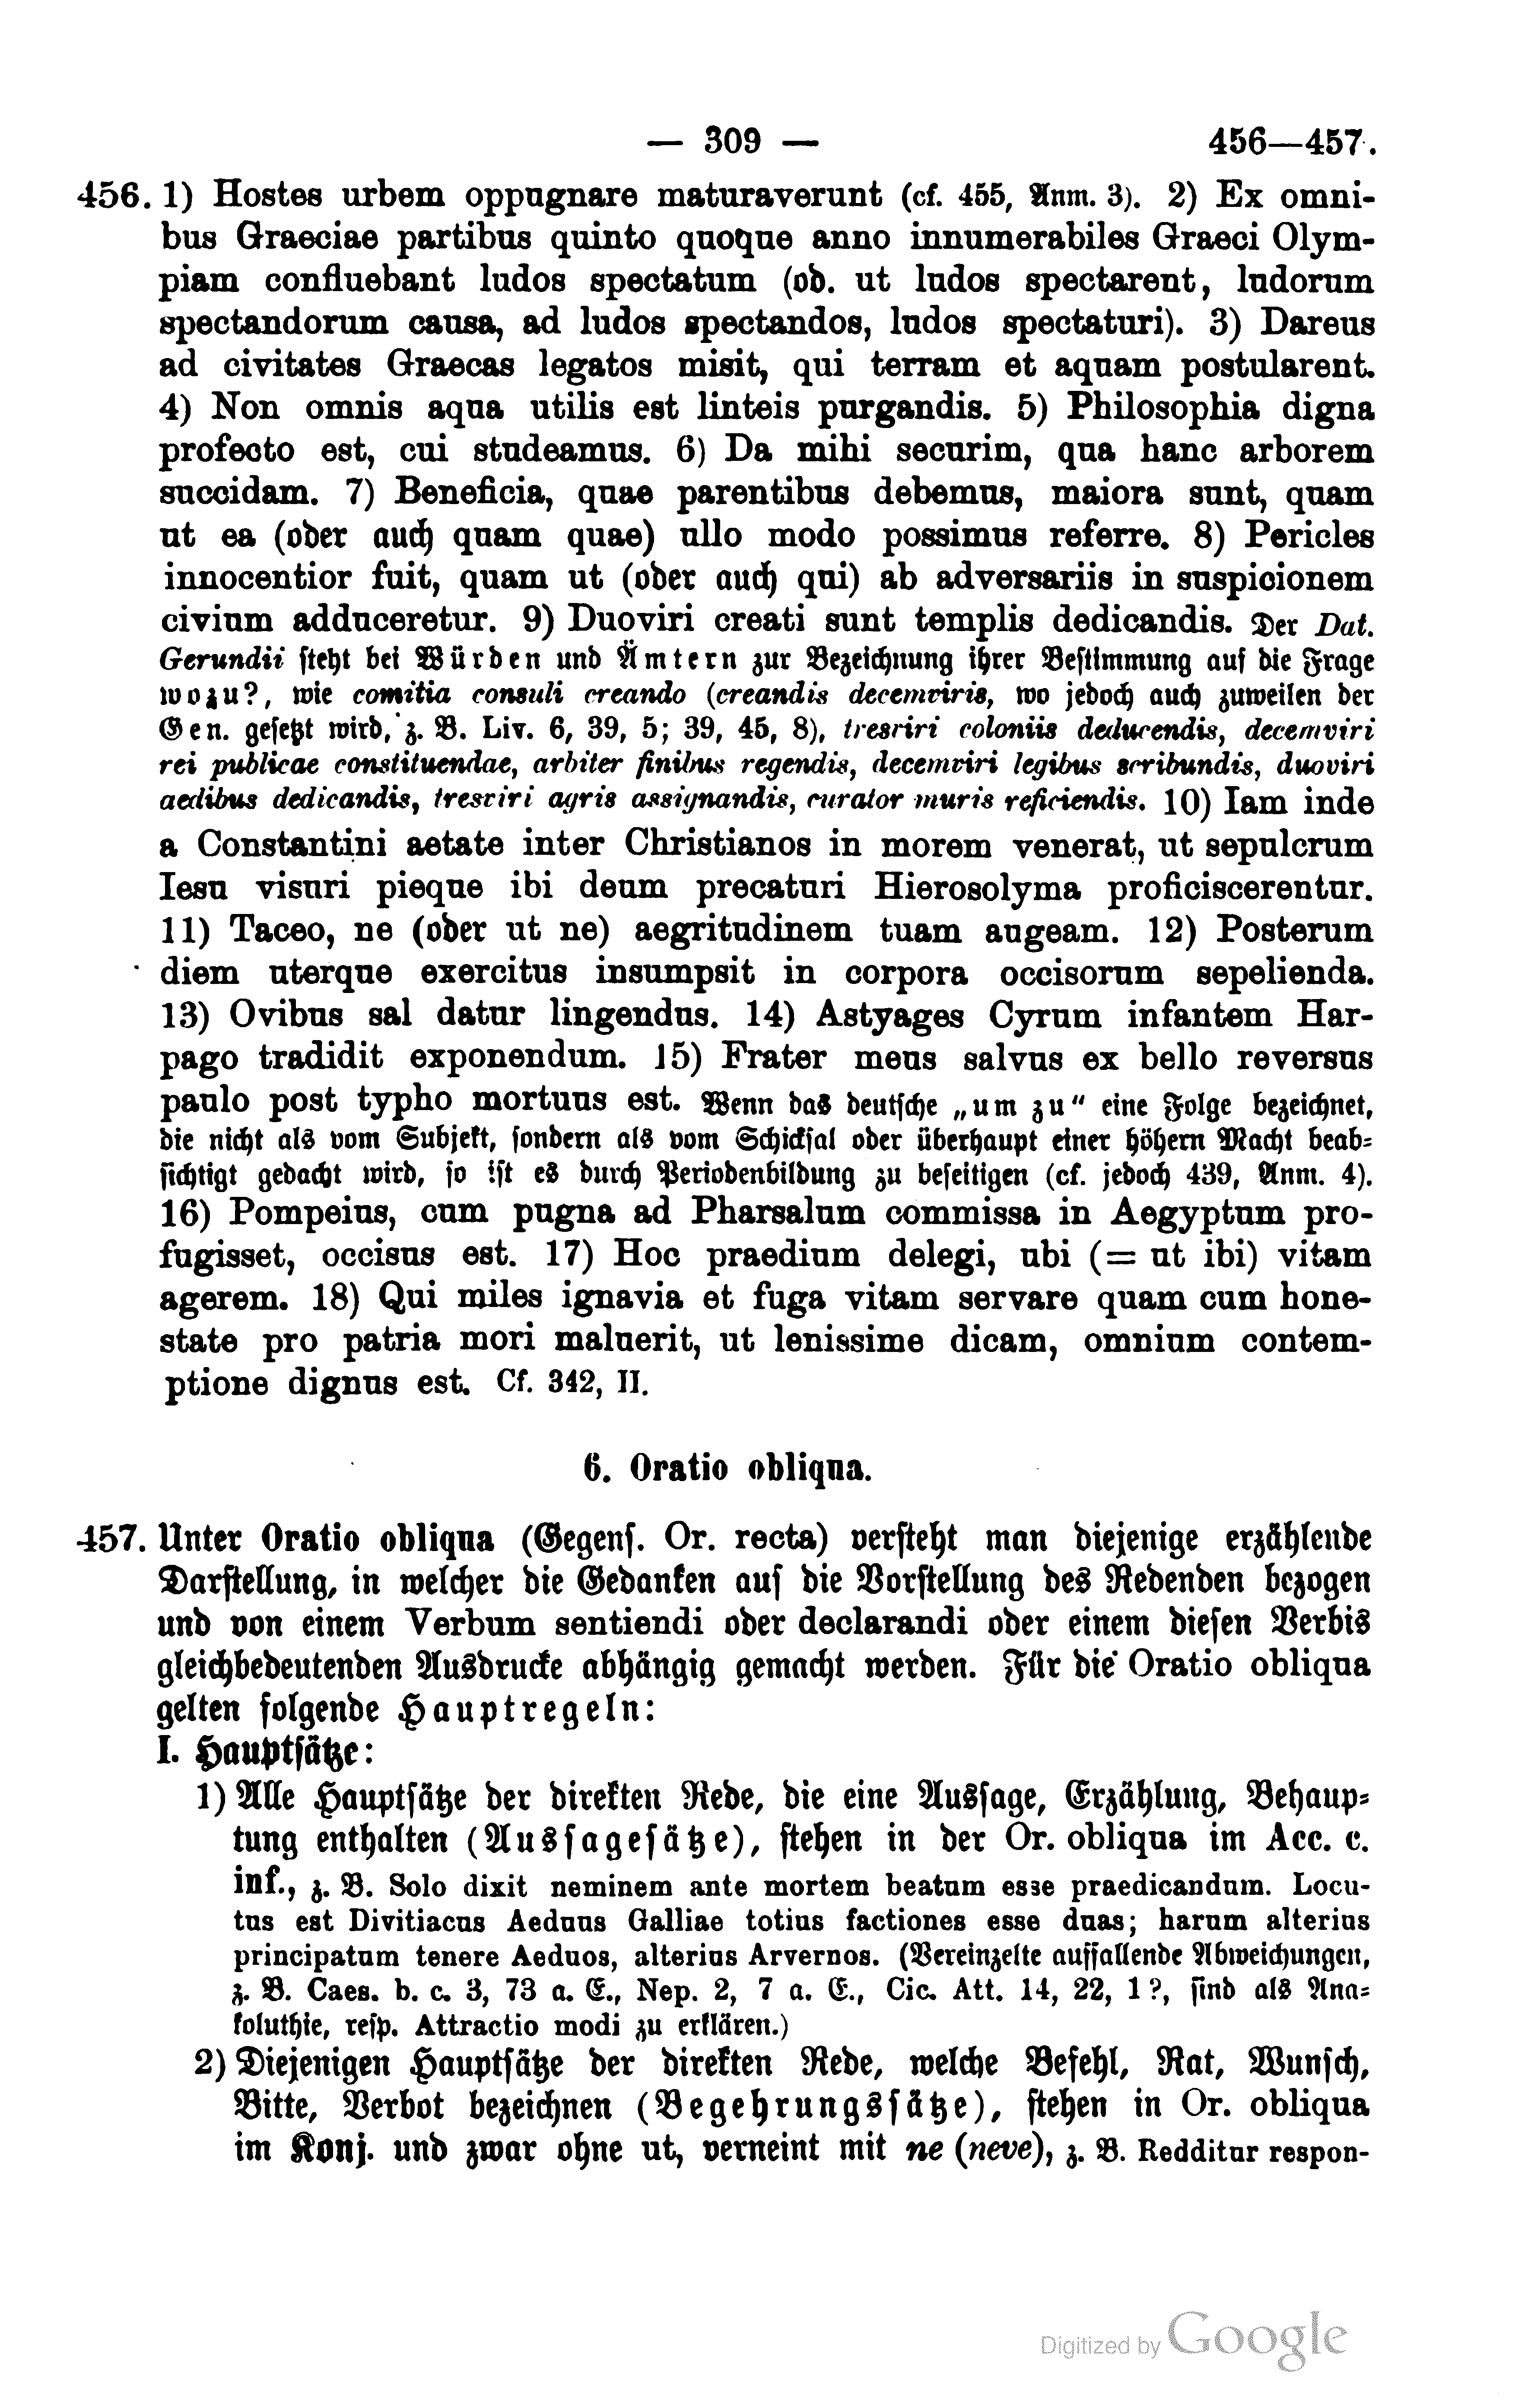 — 309 — 456—457.
456. 1) Hostes urbem oppugnare maturaverunt (cf. 455, Anm. 3). 2) Ex omni-
bus Graeciae partibus quinto quoque anno innumerabiles Graeci Olym-
piam confluebant ludos spectatum (od. ut ludos spectarent, ludorum
spectandorum causa, ad ludos spectandos, ludos spectaturi). 3) Dareus
ad civitates Graecas legatos misit, qui terram et aquam postularent.
4) Non omnis aqua utilis est linteis purgandis. 5) Philosophia digna
profecto est, cui studeamus. 6) Da mihi securim, qua hanc arborem
succidam. 7) Beneficia, quae parentibus debemus, maiora sunt, quam
ut ea (oder auch quam quae) ullo modo possimus referre. 8) Pericles
innocentior fuit, quam ut (oder auch qui) ab adversariis in suspicionem
civium adduceretur. 9) Duoviri creati sunt templis dedicandis. Der Dat.
Gerundii steht bei Würden und Ämtern zur Bezeichnung ihrer Bestimmung auf die Frage
wozu?, wie comitia consuli creando (creandis decemviris, wo jedoch auch zuweilen der
Gen. gesetzt wird, z. B. Liv. 6, 39, 5; 39, 45, 8), tresviri coloniis deducendis, decemviri
rei publicae constituendae, arbiter finibus regendis, decemviri legibus scribundis, duoviri
aedibus dedicandis, tresviri agris assignandis, curator muris reficiendis. 10) Iam inde
a Constantini aetate inter Christianos in morem venerat, ut sepulcrum
Iesu visuri pieque ibi deum precaturi Hierosolyma proficiscerentur.
11) Taceo, ne (oder ut ne) aegritudinem tuam augeam. 12) Posterum
diem uterque exercitus insumpsit in corpora occisorum sepelienda.
13) Ovibus sal datur lingendus. 14) Astyages Cyrum infantem Har-
pago tradidit exponendum. 15) Frater meus salvus ex bello reversus
paulo post typho mortuus est. Wenn das deutsche „um zu" eine Folge bezeichnet,
die nicht als vom Subjekt, sondern als vom Schicksal oder überhaupt einer höhern Macht beab-
sichtigt gedacht wird, so ist es durch Periodenbildung zu beseitigen (cf. jedoch 439, Anm. 4).
16) Pompeius, cum pugna ad Pharsalum commissa in Aegyptum pro-
fugisset, occisus est. 17) Hoc praedium delegi, ubi (= ut ibi) vitam
agerem. 18) Qui miles ignavia et fuga vitam servare quam cum hone-
state pro patria mori maluerit, ut lenissime dicam, omnium contem-
ptione dignus est. Cf. 342, II.
6. Oratio obliqua.
457. Unter Oratio obliqua (Gegens. Or. recta) versteht man diejenige erzählende
Darstellung, in welcher die Gedanken auf die Vorstellung des Redenden bezogen
und von einem Verbum sentiendi oder declarandi oder einem diesen Verbis
gleichbedeutenden Ausdrucke abhängig gemacht werden. Für die Oratio obliqua
gelten folgende Hauptregeln:
I. Hauptsätze:
1) Alle Hauptsätze der direkten Rede, die eine Aussage, Erzählung, Behaup-
tung enthalten (Aussagesätze), stehen in der Or. obliqua im Acc. c.
inf., z. B. Solo dixit neminem ante mortem beatum esse praedicandum. Locu-
tus est Divitiacus Aeduus Galliae totius factiones esse duas; harum alterius
principatum tenere Aeduos, alterius Arvernos. (Vereinzelte auffallende Abweichungen,
z. B. Caes. b. c. 3, 73 a. E., Nep. 2, 7 a. E., Cic. Att. 14, 22, 1?, sind als Ana-
koluthie, resp. Attractio modi zu erklären.)
2) Diejenigen Hauptsätze der direkten Rede, welche Befehl, Rat, Wunsch,
Bitte, Verbot bezeichnen (Begehrungssätze), stehen in Or. obliqua
im Konj. und zwar ohne ut, verneint mit ne (neve), z. B. Redditur respon-
Digitized by Google